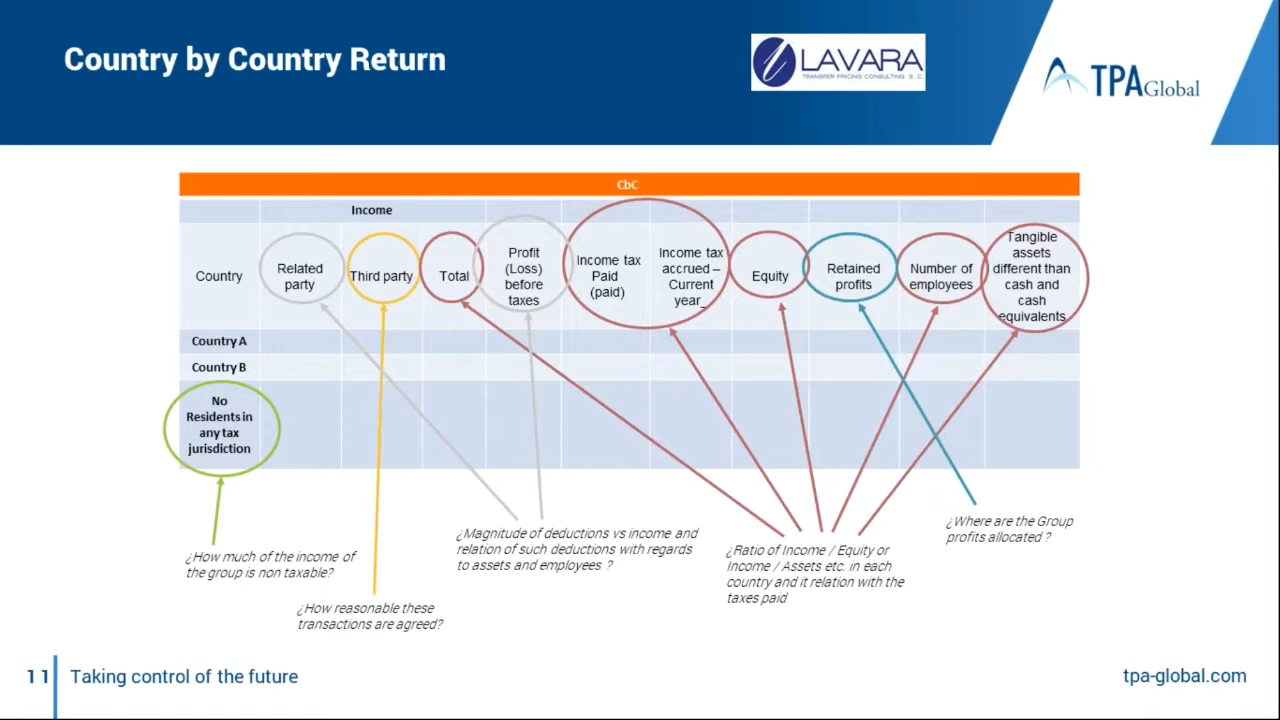 Country by Country Return
LAVARA
TRANSFER PRICING CONSULTING S. C.
TPAGlobal
CbC
Income
Country
Related
party
Third party
Total
Profit
(Loss)
before
taxes
Income tax
Paid
(paid)
Income tax
accrued –
Current
year_
Equity
Retained
profits
Number of
employees
Tangible
assets
different than
cash and
cash
equivalents
Country A
Country B
No
Residents in
any tax
jurisdiction
¿How much of the income of
the group is non taxable?
¿How reasonable these
transactions are agreed?
¿Magnitude of deductions vs income and
relation of such deductions with regards
to assets and employees ?
¿Ratio of Income / Equity or
Income / Assets etc. in each
country and it relation with the
taxes paid
¿Where are the Group
profits allocated ?
11
Taking control of the future
tpa-global.com